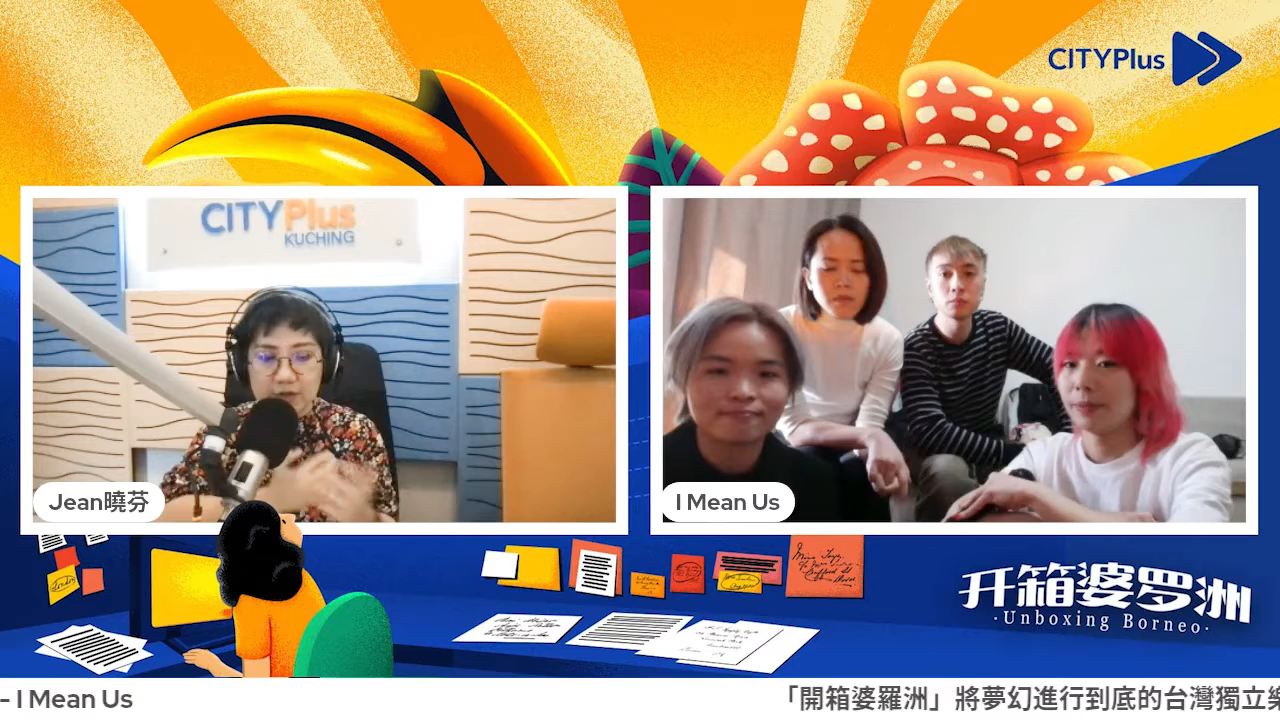 CITYPlus
CITYPlus
KUCHING
Jean曉芬
I Mean Us
开箱婆罗洲
·Unboxing Borneo·
- I Mean Us
「開箱婆羅洲」將夢幻進行到底的台灣獨立樂